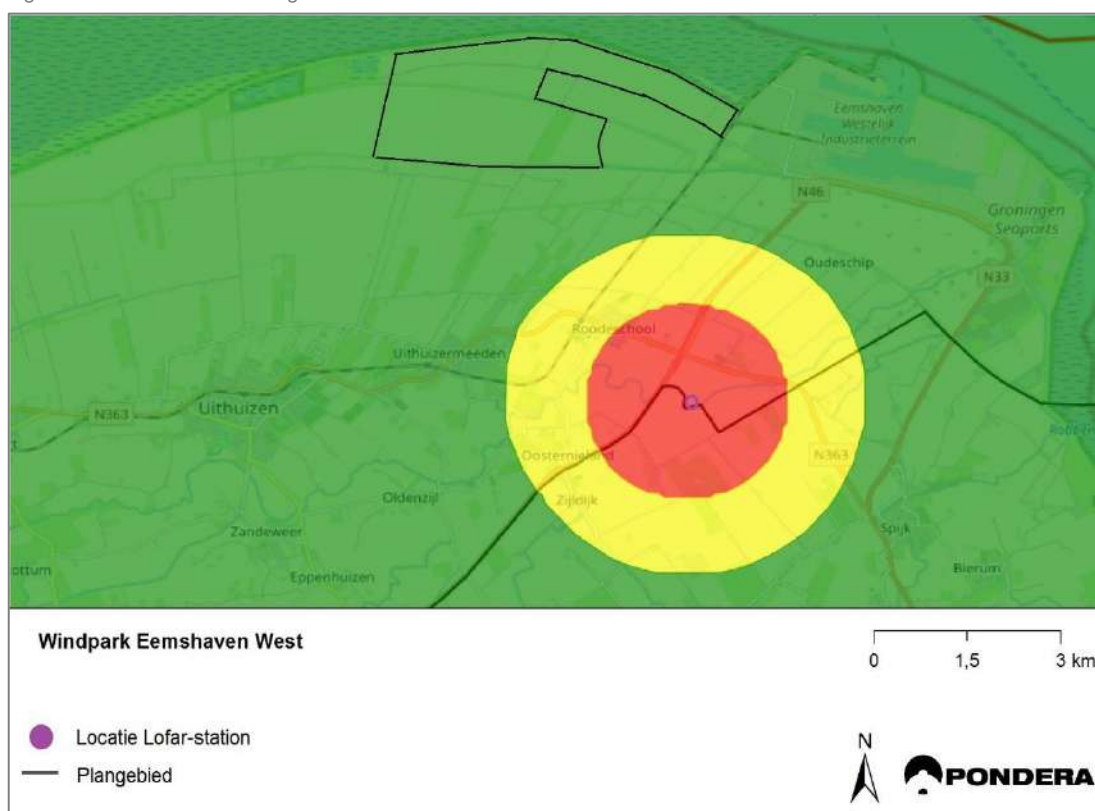 Eemshaven
Westelijk
Industrieterrein
N46
Groningen
Seaports
Oudeschip
N33
Roodeschool
Uithuizermeeden
N363
Uithuizen
Oosternieland
N363
Oldenzijl
Zijldijk
Zandeweer
Spijk
Eppenhuizen
Bierum
ottum
Windpark Eemshaven West
0 1,5 3 km
Locatie Lofar-station
Plangebied
N
PONDERA